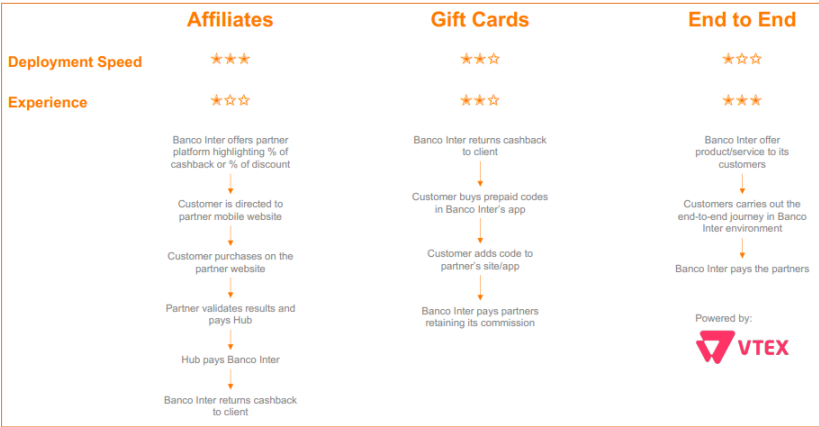 Affiliates
Gift Cards
End to End
Deployment Speed
★★☆
★☆☆
★★★
Experience
★☆☆
★★☆
★★★
Banco Inter offers partner
platform highlighting % of
cashback or % of discount
Customer is directed to
partner mobile website
Customer purchases on the
partner website
Partner validates results and
pays Hub
Hub pays Banco Inter
Banco Inter returns cashback
to client
Banco Inter returns cashback
to client
Customer buys prepaid codes
in Banco Inter's app
Customer adds code to
partner's site/app
Banco Inter pays partners
retaining its commission
Banco Inter offer
product/service to its
customers
Customers carries out the
end-to-end journey in Banco
Inter environment
Banco Inter pays the partners
Powered by:
VTEX